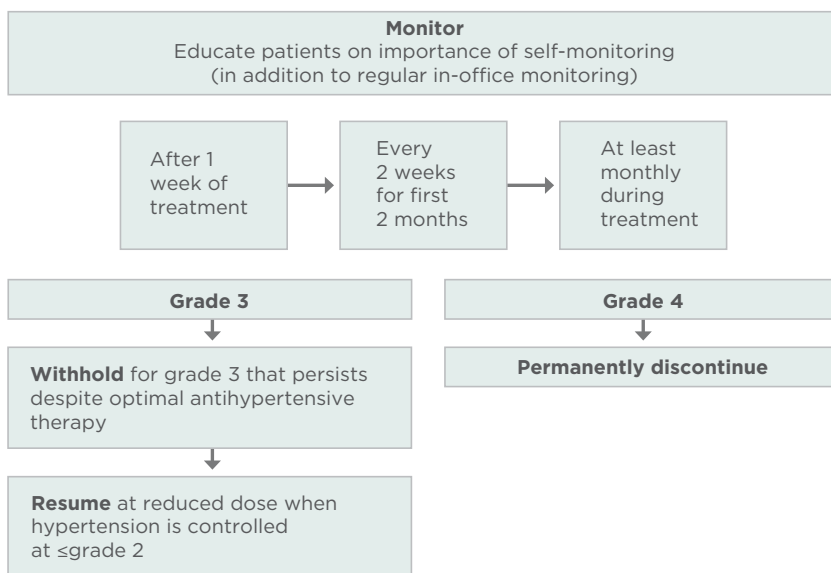 Monitor
Educate patients on importance of self-monitoring
(in addition to regular in-office monitoring)
After 1
week of
treatment
Every
2 weeks
for first
2 months
At least
monthly
during
treatment
Grade 3
Withhold for grade 3 that persists
despite optimal antihypertensive
therapy
Resume at reduced dose when
hypertension is controlled
at ≤grade 2
Grade 4
Permanently discontinue